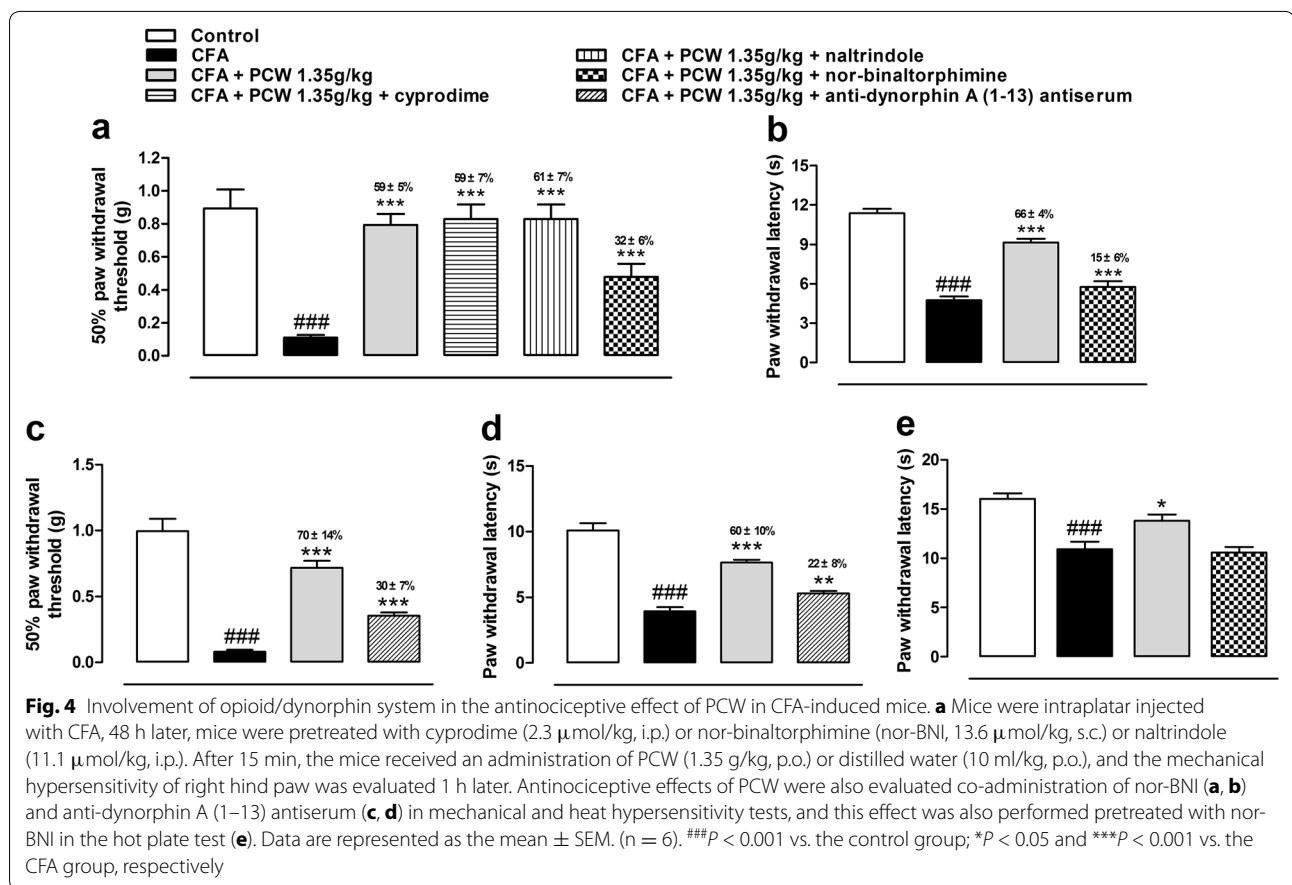 Control
CFA
CFA + PCW 1.35g/kg
CFA + PCW 1.35g/kg + cyprodime
CFA + PCW 1.35g/kg + naltrindole
CFA + PCW 1.35g/kg + nor-binaltorphimine
CFA + PCW 1.35g/kg + anti-dynorphin A (1-13) antiserum
a
50% paw withdrawal
threshold (g)
1.2
1.0
0.8
0.6
0.4
0.2
0.0
###
59 ± 5%
***
59 ± 7%
***
61 ± 7%
***
32 ± 6%
***
b
Paw withdrawal latency (s)
15
12
9
6
3
0
###
66 ± 4%
***
15 ± 6%
***
c
50% paw withdrawal
threshold (g)
1.5
1.0
0.5
0.0
###
70 ± 14%
***
30 ± 7%
***
d
Paw withdrawal latency (s)
15
10
5
0
###
60 ± 10%
***
22 ± 8%
**
e
Paw withdrawal latency (s)
20
15
10
5
0
###
*
Fig. 4 Involvement of opioid/dynorphin system in the antinociceptive effect of PCW in CFA-induced mice. a Mice were intraplatar injected
with CFA, 48 h later, mice were pretreated with cyprodime (2.3 μmol/kg, i.p.) or nor-binaltorphimine (nor-BNI, 13.6 μmol/kg, s.c.) or naltrindole
(11.1 μmol/kg, i.p.). After 15 min, the mice received an administration of PCW (1.35 g/kg, p.o.) or distilled water (10 ml/kg, p.o.), and the mechanical
hypersensitivity of right hind paw was evaluated 1 h later. Antinociceptive effects of PCW were also evaluated co-administration of nor-BNI (a, b)
and anti-dynorphin A (1–13) antiserum (c, d) in mechanical and heat hypersensitivity tests, and this effect was also performed pretreated with nor-
BNI in the hot plate test (e). Data are represented as the mean ± SEM. (n = 6). ###P < 0.001 vs. the control group; *P < 0.05 and ***P < 0.001 vs. the
CFA group, respectively